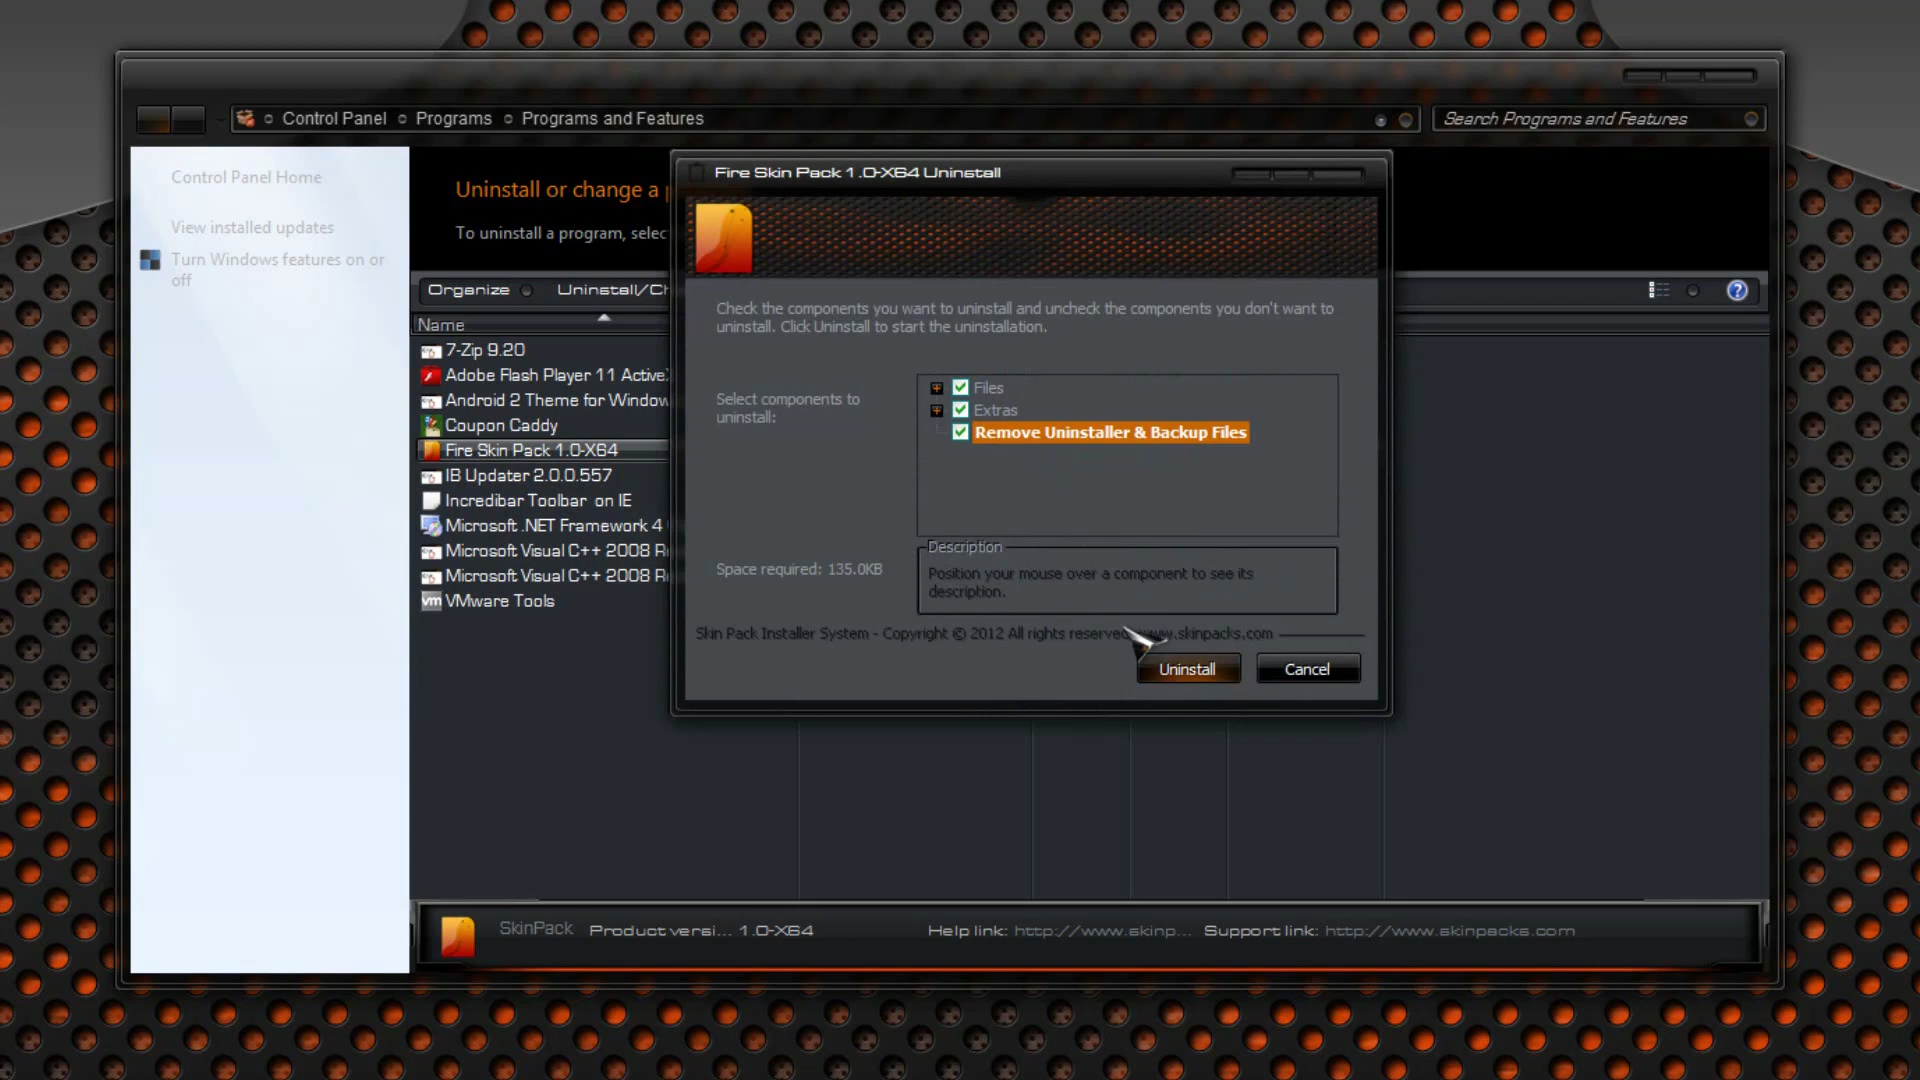 Control Panel Programs Programs and Features
Search Programs and Features
Control Panel Home
View installed updates
Turn Windows features on or
off
Uninstall or change a
To uninstall a program, selec
Organize Uninstall/Ch
Name
7-Zip 9.20
Adobe Flash Player 11 Active
Android 2 Theme for Window
Coupon Caddy
Fire Skin Pack 1.0-X64
IB Updater 2.0.0.557
Incredibar Toolbar on IE
Microsoft .NET Framework 4
Microsoft Visual C++ 2008 Re
Microsoft Visual C++ 2008 Re
vm VMware Tools
Fire Skin Pack 1.0-X64 Uninstall
Check the components you want to uninstall and uncheck the components you don't want to
uninstall. Click Uninstall to start the uninstallation.
Select components to
uninstall:
Files
Extras
Remove Uninstaller & Backup Files
Space required: 135.0KB
Description
Position your mouse over a component to see its
description.
Skin Pack Installer System - Copyright © 2012 All rights reserved www.skinpacks.com
Uninstall Cancel
SkinPack Product versi... 1.0-X64 Help link: http://www.skinp... Support link: http://www.skinpacks.com